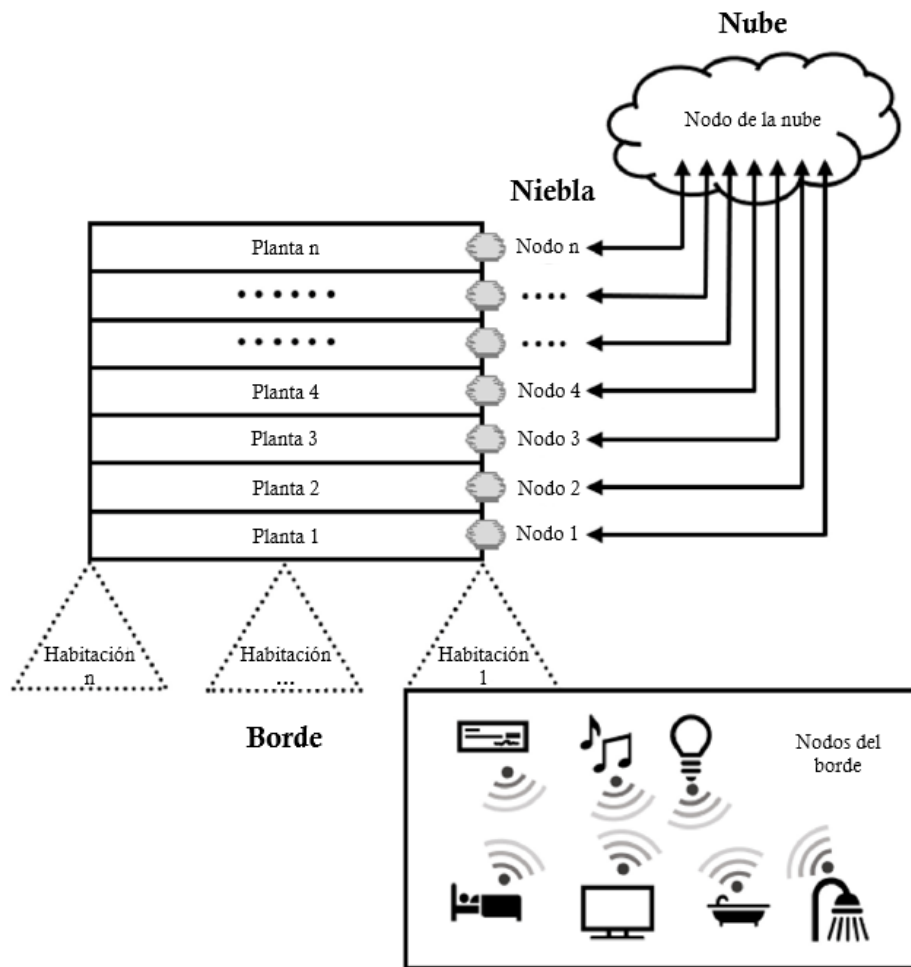 Nube
Nodo de la nube
Niebla
Planta n
Nodo n
......
....
......
....
Planta 4
Nodo 4
Planta 3
Nodo 3
Planta 2
Nodo 2
Planta 1
Nodo 1
Habitación
n
Habitación
...
Habitación
1
Borde
Nodos del
borde